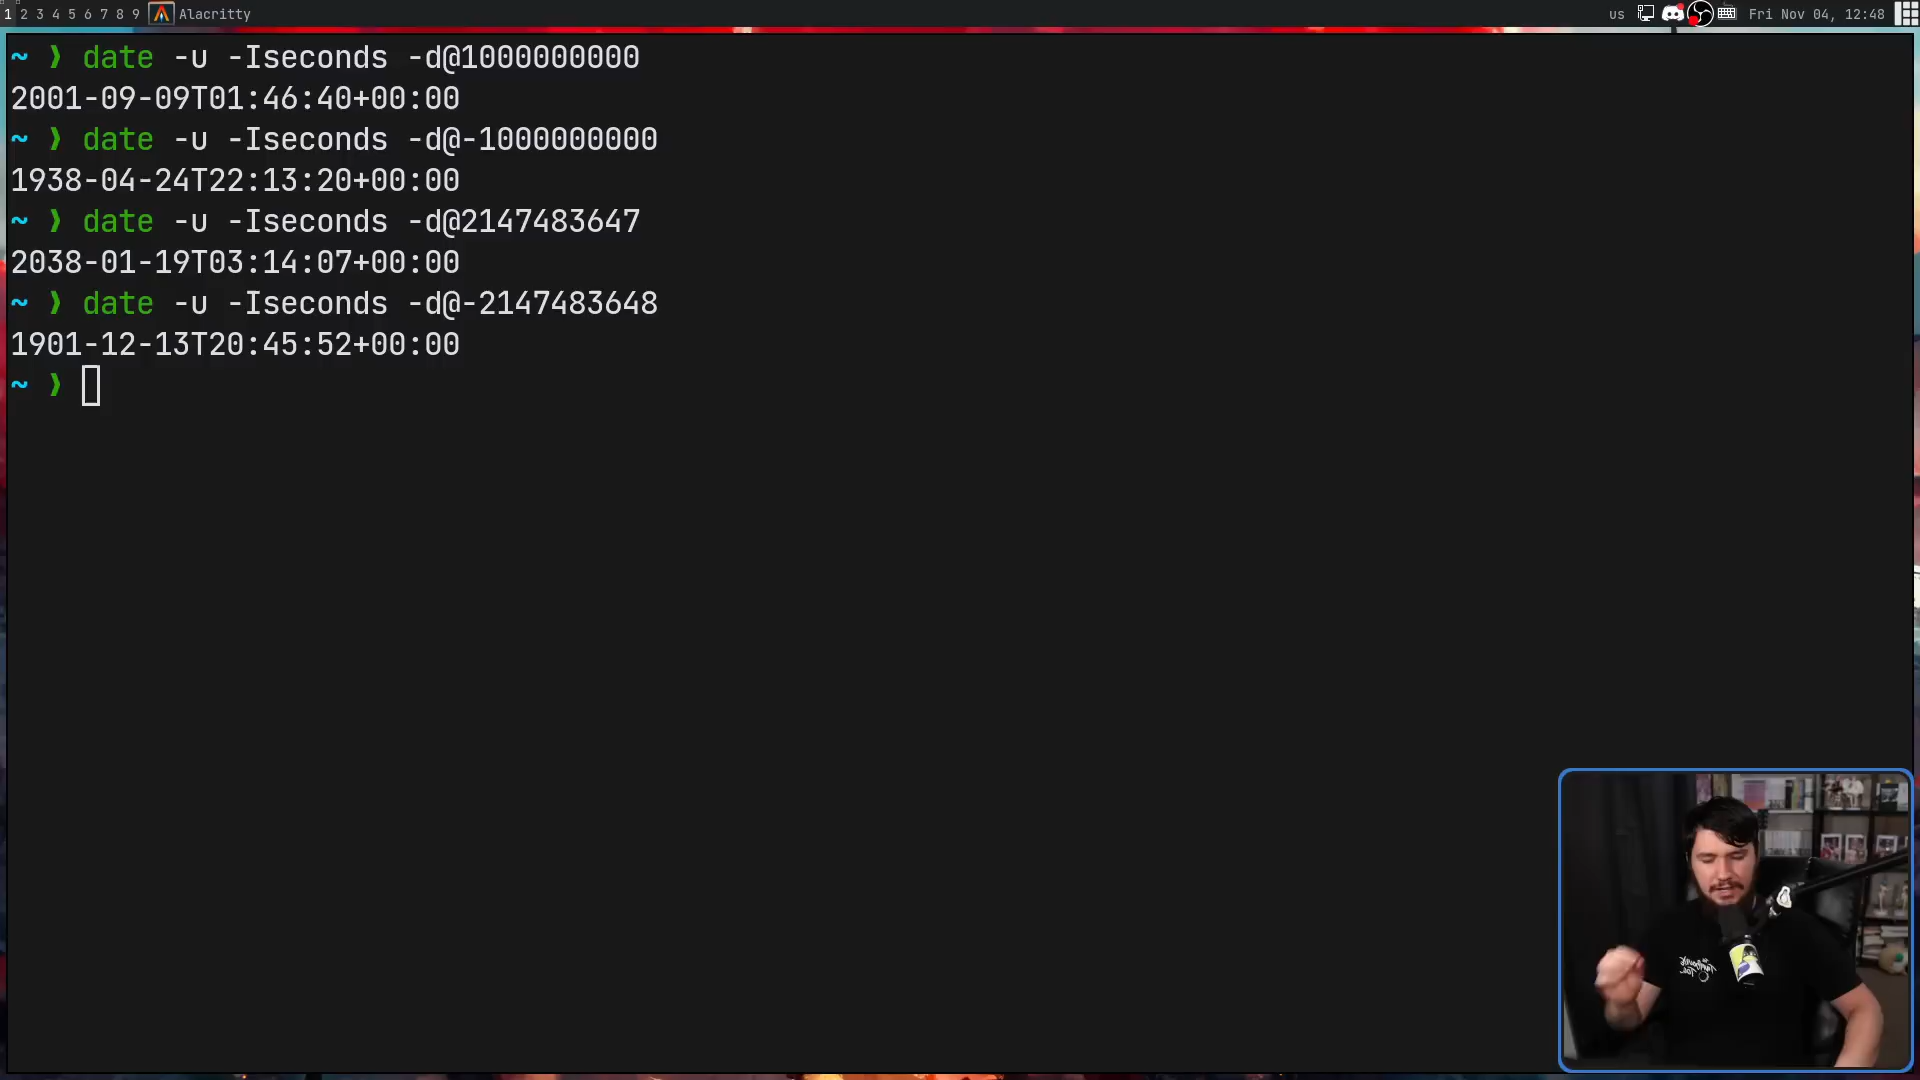 1 2 3 4 5 6 7 8 9 Alacritty us Fri Nov 04, 12:48
~ ❯ date -u -Iseconds -d@1000000000
2001-09-09T01:46:40+00:00
~ ❯ date -u -Iseconds -d@-1000000000
1938-04-24T22:13:20+00:00
~ ❯ date -u -Iseconds -d@2147483647
2038-01-19T03:14:07+00:00
~ ❯ date -u -Iseconds -d@-2147483648
1901-12-13T20:45:52+00:00
~ ❯